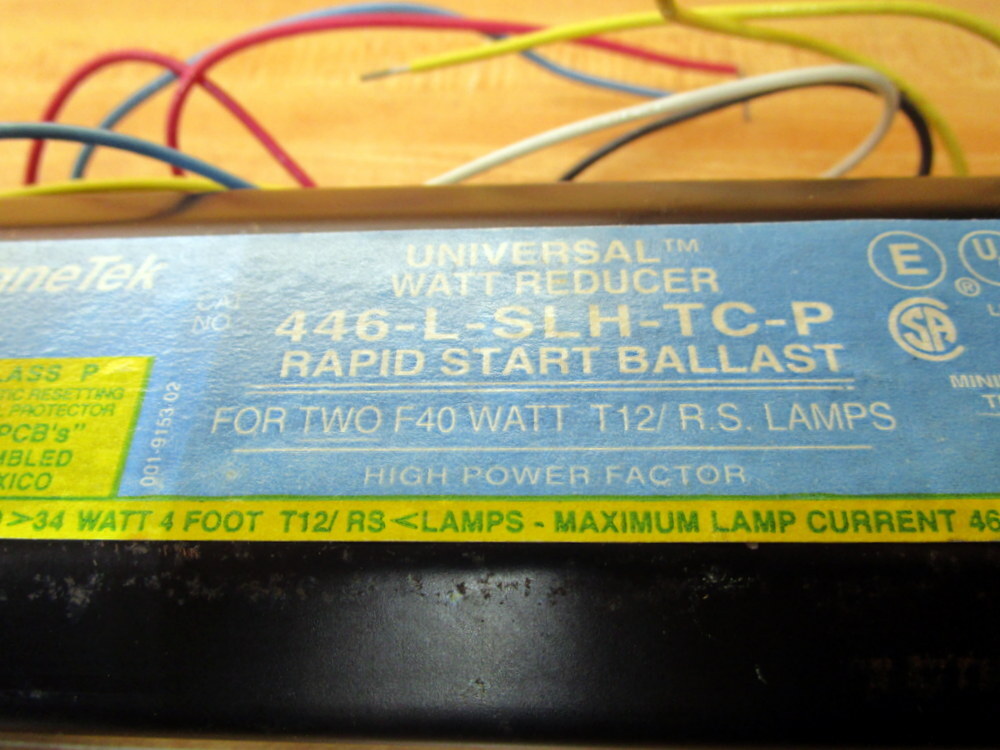 aneTek
UNIVERSAL™
WATT REDUCER
446-L-SLH-TC-P
RAPID START BALLAST
FOR TWO F40 WATT T12/ R.S. LAMPS
HIGH POWER FACTOR
E
SA
®
MINI
T
LASS P
TIC RESETTING
L PROTECTOR
PCB's"
MBLED
XICO
001-9153-02
>34 WATT 4 FOOT T12/ RS <LAMPS - MAXIMUM LAMP CURRENT 46